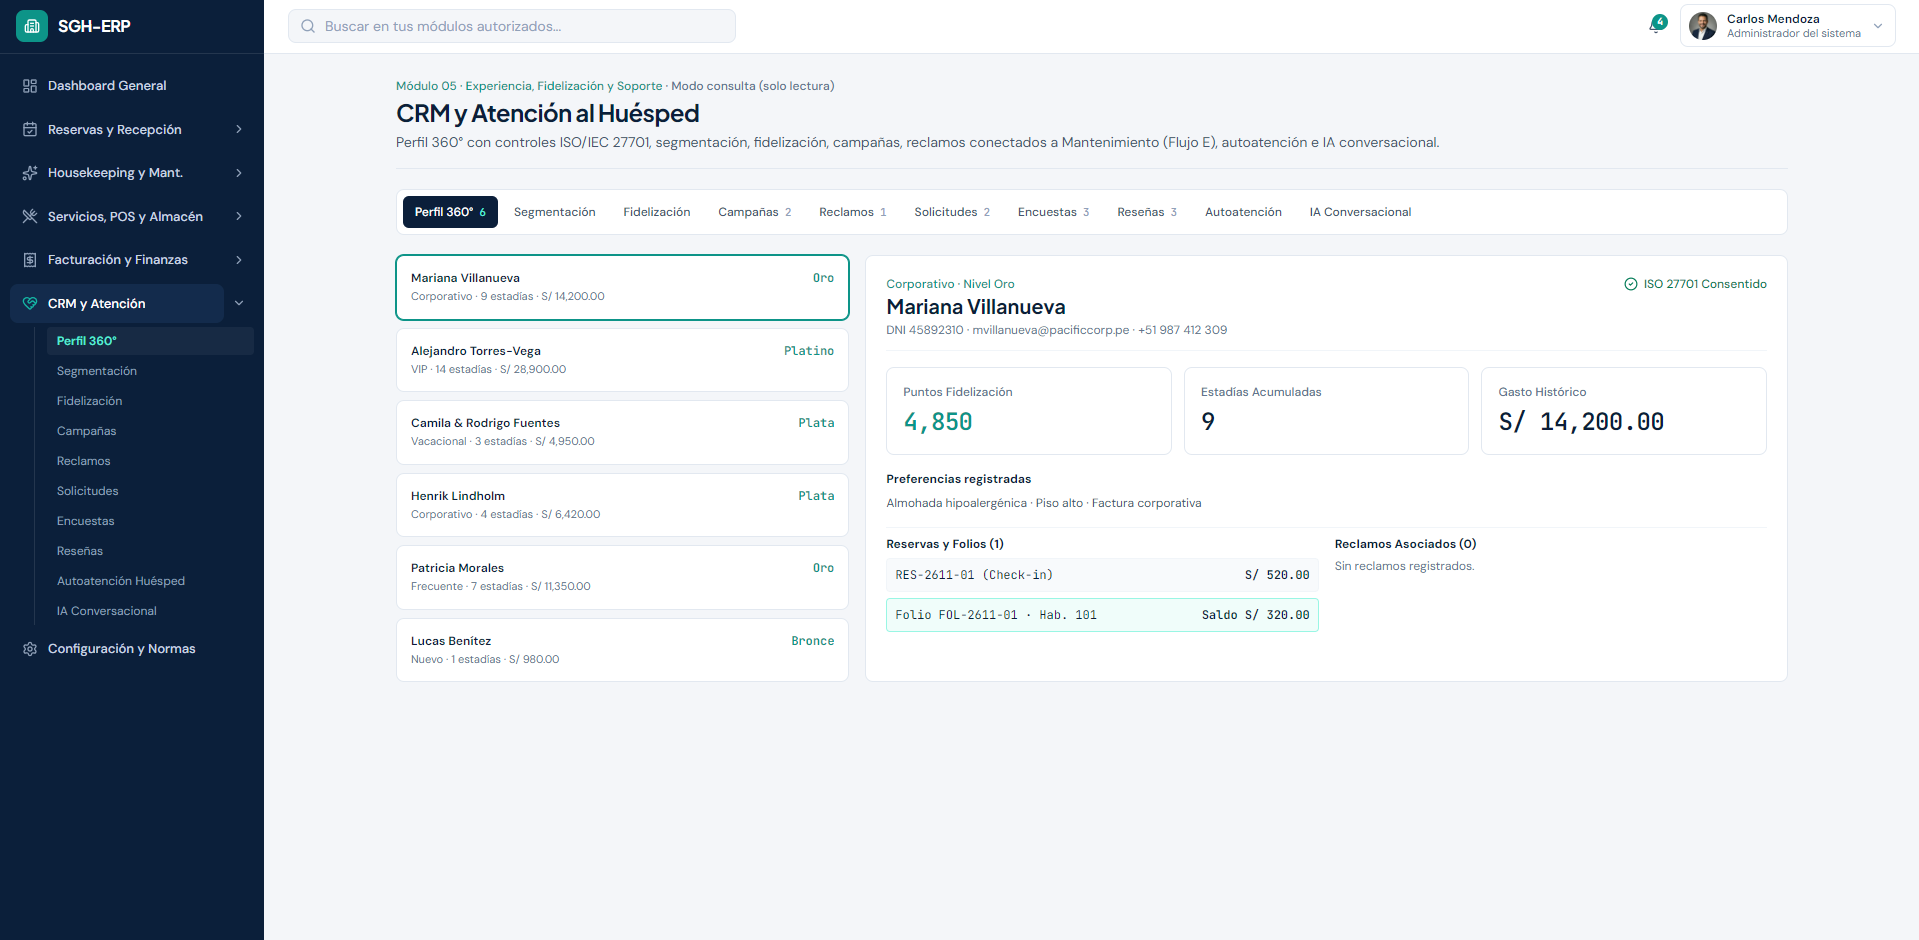 SGH-ERP
Buscar en tus módulos autorizados...
4
Carlos Mendoza
Administrador del sistema
Dashboard General
Reservas y Recepción
Housekeeping y Mant.
Servicios, POS y Almacén
Facturación y Finanzas
CRM y Atención
Perfil 360°
Segmentación
Fidelización
Campañas
Reclamos
Solicitudes
Encuestas
Reseñas
Autoatención Huésped
IA Conversacional
Configuración y Normas
Módulo 05 · Experiencia, Fidelización y Soporte · Modo consulta (solo lectura)
CRM y Atención al Huésped
Perfil 360° con controles ISO/IEC 27701, segmentación, fidelización, campañas, reclamos conectados a Mantenimiento (Flujo E), autoatención e IA conversacional.
Perfil 360° 6 Segmentación Fidelización Campañas 2 Reclamos 1 Solicitudes 2 Encuestas 3 Reseñas 3 Autoatención IA Conversacional
Mariana Villanueva Oro
Corporativo · 9 estadías · S/ 14,200.00
Alejandro Torres-Vega Platino
VIP · 14 estadías · S/ 28,900.00
Camila & Rodrigo Fuentes Plata
Vacacional · 3 estadías · S/ 4,950.00
Henrik Lindholm Plata
Corporativo · 4 estadías · S/ 6,420.00
Patricia Morales Oro
Frecuente · 7 estadías · S/ 11,350.00
Lucas Benítez Bronce
Nuevo · 1 estadías · S/ 980.00
Corporativo · Nivel Oro
ISO 27701 Consentido
Mariana Villanueva
DNI 45892310 · mvillanueva@pacificcorp.pe · +51 987 412 309
Puntos Fidelización
4,850
Estadías Acumuladas
9
Gasto Histórico
S/ 14,200.00
Preferencias registradas
Almohada hipoalergénica · Piso alto · Factura corporativa
Reservas y Folios (1)
RES-2611-01 (Check-in) S/ 520.00
Folio FOL-2611-01 · Hab. 101 Saldo S/ 320.00
Reclamos Asociados (0)
Sin reclamos registrados.